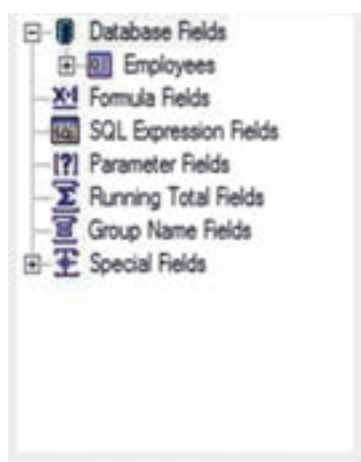 Database Fields
Employees
Formula Fields
SQL Expression Fields
Parameter Fields
Running Total Fields
Group Name Fields
Special Fields